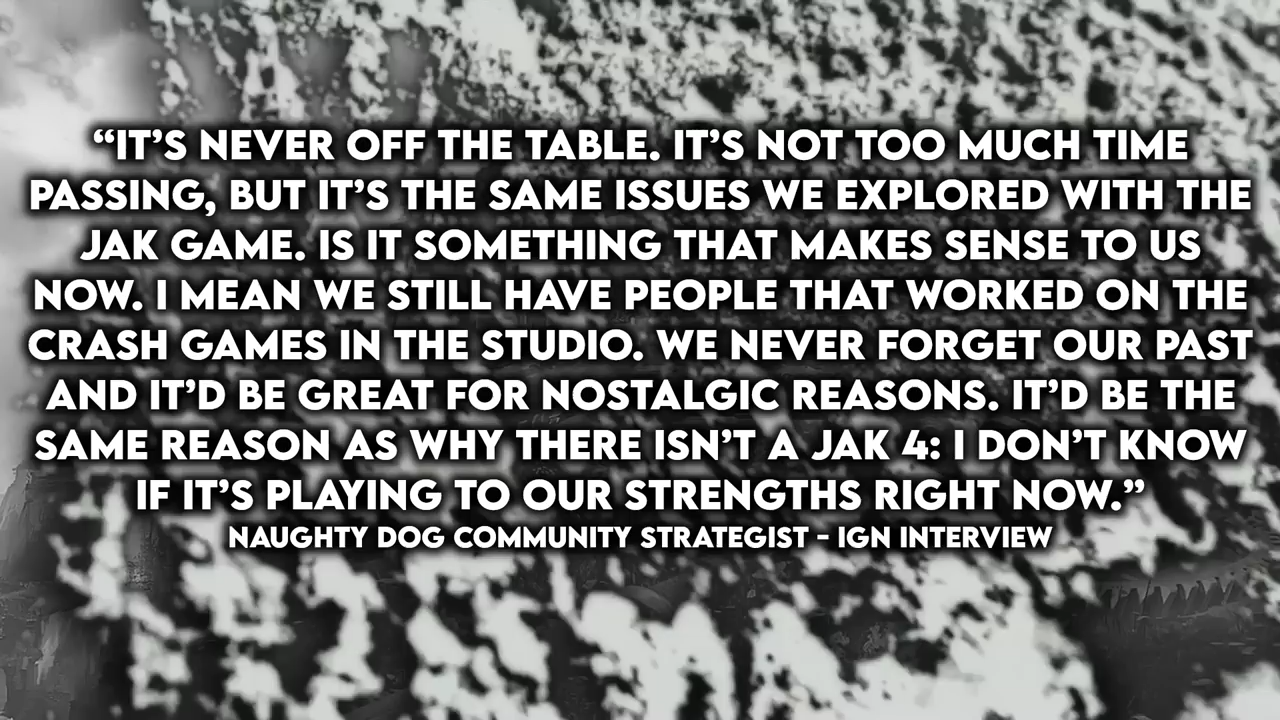 “IT’S NEVER OFF THE TABLE. IT’S NOT TOO MUCH TIME
PASSING, BUT IT’S THE SAME ISSUES WE EXPLORED WITH THE
JAK GAME. IS IT SOMETHING THAT MAKES SENSE TO US
NOW. I MEAN WE STILL HAVE PEOPLE THAT WORKED ON THE
CRASH GAMES IN THE STUDIO. WE NEVER FORGET OUR PAST
AND IT’D BE GREAT FOR NOSTALGIC REASONS. IT’D BE THE
SAME REASON AS WHY THERE ISN’T A JAK 4: I DON’T KNOW
IF IT’S PLAYING TO OUR STRENGTHS RIGHT NOW.”
NAUGHTY DOG COMMUNITY STRATEGIST - IGN INTERVIEW